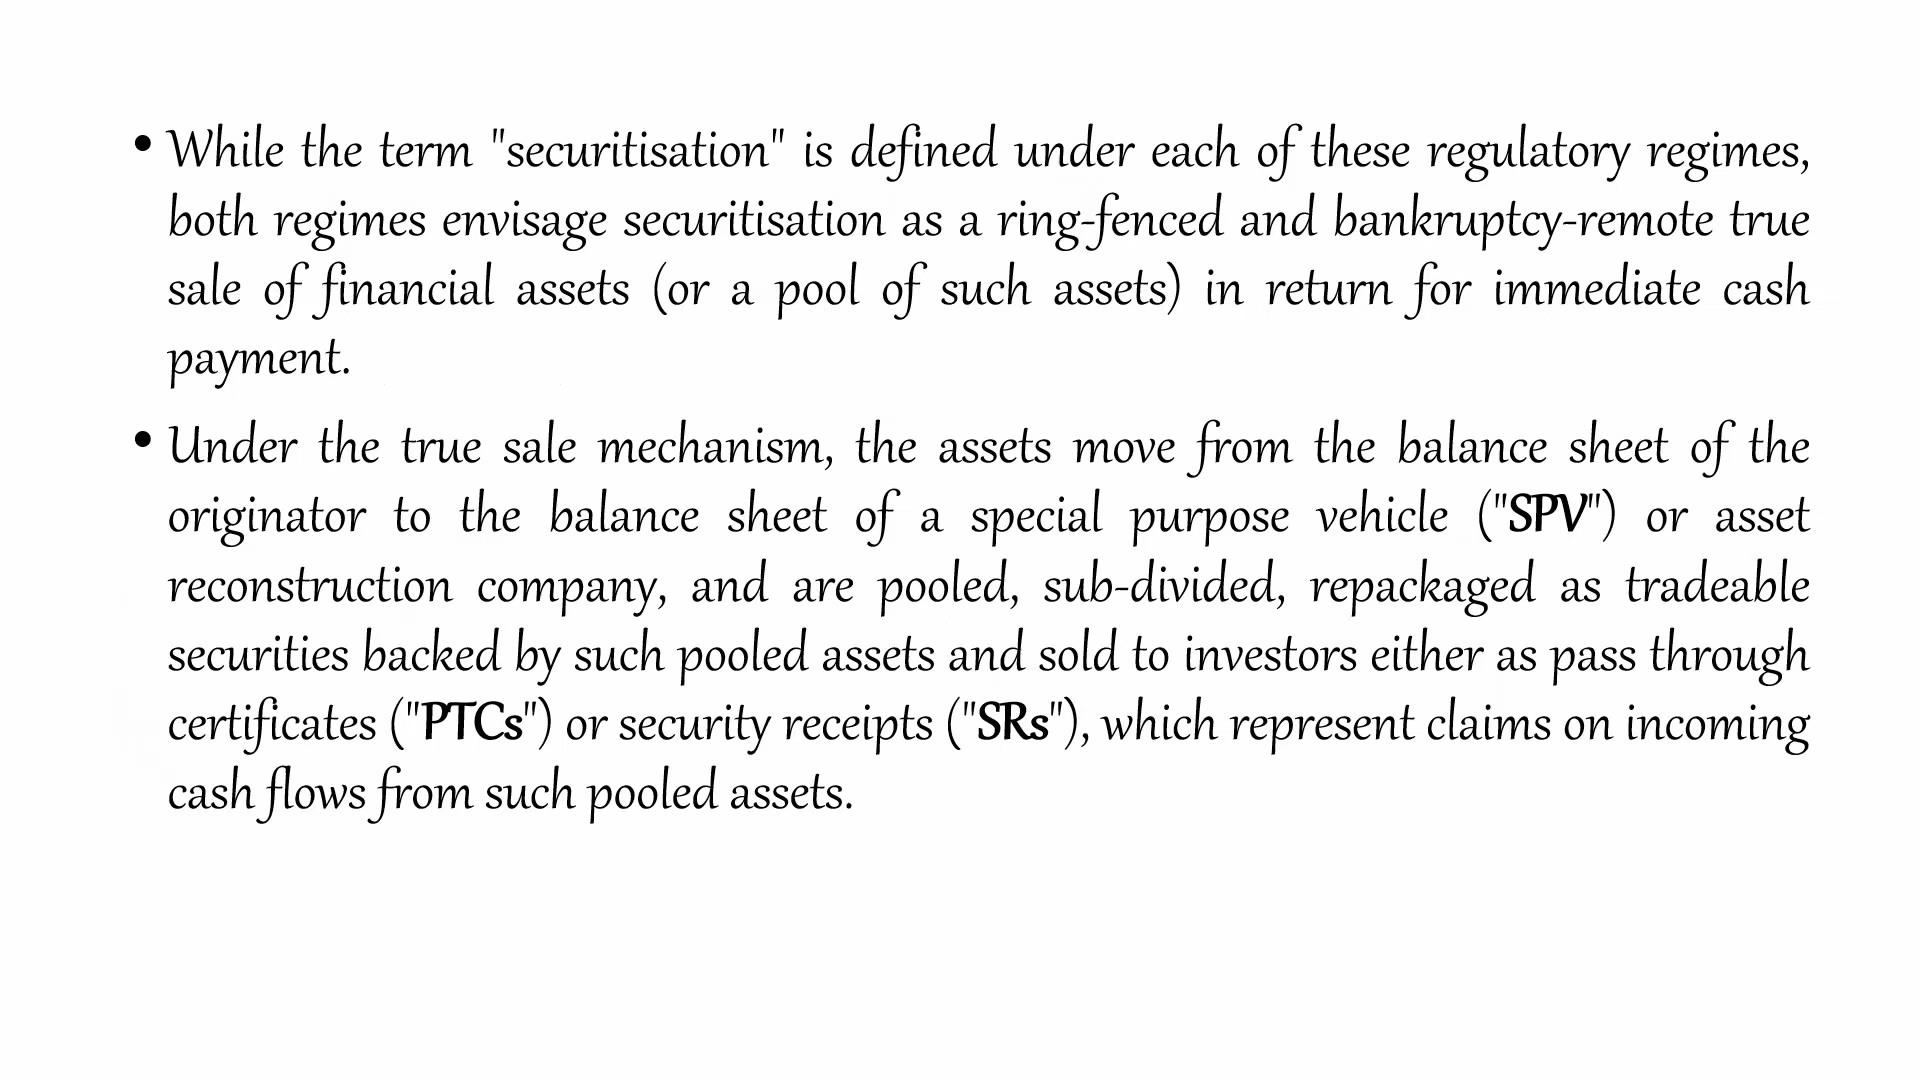 • While the term "securitisation" is defined under each of these regulatory regimes,
both regimes envisage securitisation as a ring-fenced and bankruptcy-remote true
sale of financial assets (or a pool of such assets) in return for immediate cash
payment.
• Under the true sale mechanism, the assets move from the balance sheet of the
originator to the balance sheet of a special purpose vehicle ("SPV") or asset
reconstruction company, and are pooled, sub-divided, repackaged as tradeable
securities backed by such pooled assets and sold to investors either as pass through
certificates ("PTCs") or security receipts ("SRs"), which represent claims on incoming
cash flows from such pooled assets.